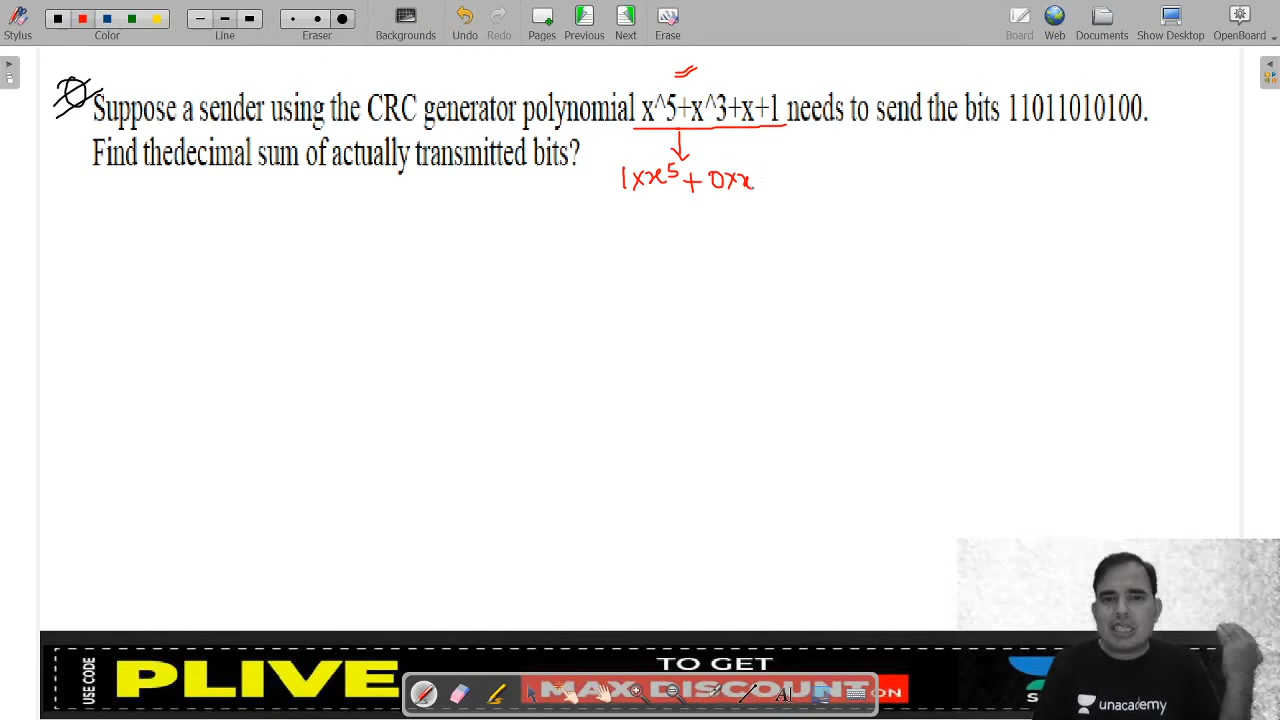 Stylus Color Line Eraser Backgrounds Undo Redo Pages Previous Next Erase Board Web Documents Show Desktop OpenBoard
Suppose a sender using the CRC generator polynomial x^5+x^3+x+1 needs to send the bits 11011010100.
Find thedecimal sum of actually transmitted bits?
1xx⁵ + 0xx
USE CODE
PLIVE
TO GET
MAX DISCOUNT
ON
unacademy